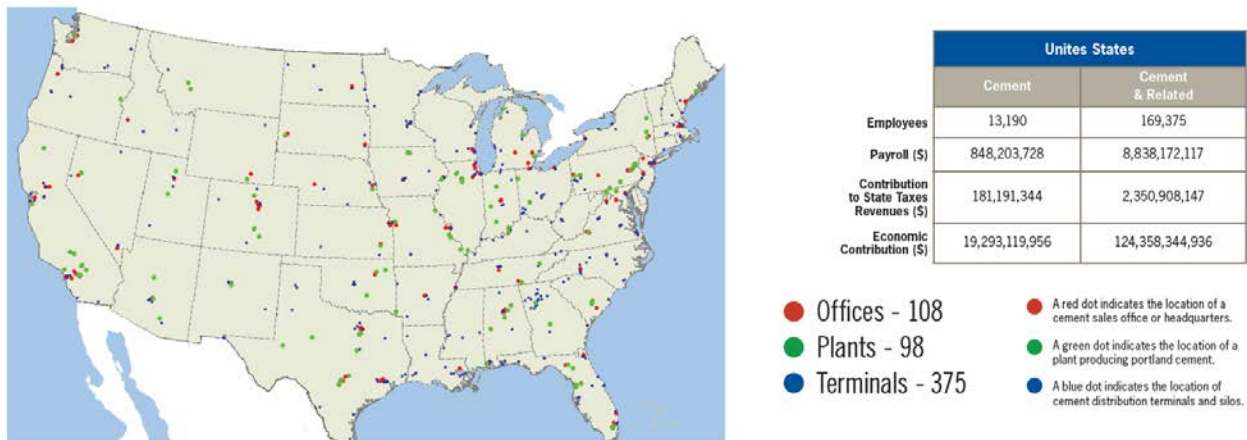 Unites States
Cement
Cement
& Related
Employees
13,190
169,375
Payroll ($)
848,203,728
8,838,172,117
Contribution
to State Taxes
Revenues ($)
181,191,344
2,350,908,147
Economic
Contribution ($)
19,293,119,956
124,358,344,936
Offices - 108
A red dot indicates the location of a
cement sales office or headquarters.
Plants - 98
A green dot indicates the location of a
plant producing portland cement.
Terminals - 375
A blue dot indicates the location of
cement distribution terminals and silos.